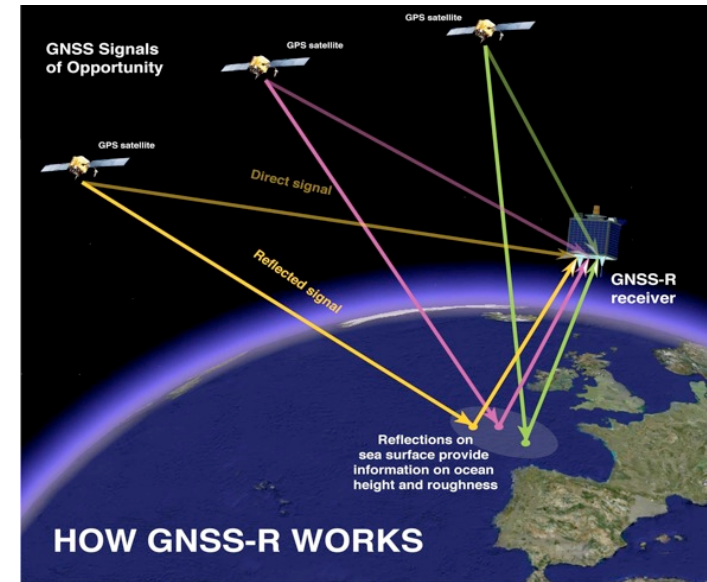 GNSS Signals
of Opportunity
GPS satellite
GPS satellite
GPS satellite
Direct signal
Reflected signal
GNSS-R
receiver
Reflections on
sea surface provide
information on ocean
height and roughness
HOW GNSS-R WORKS